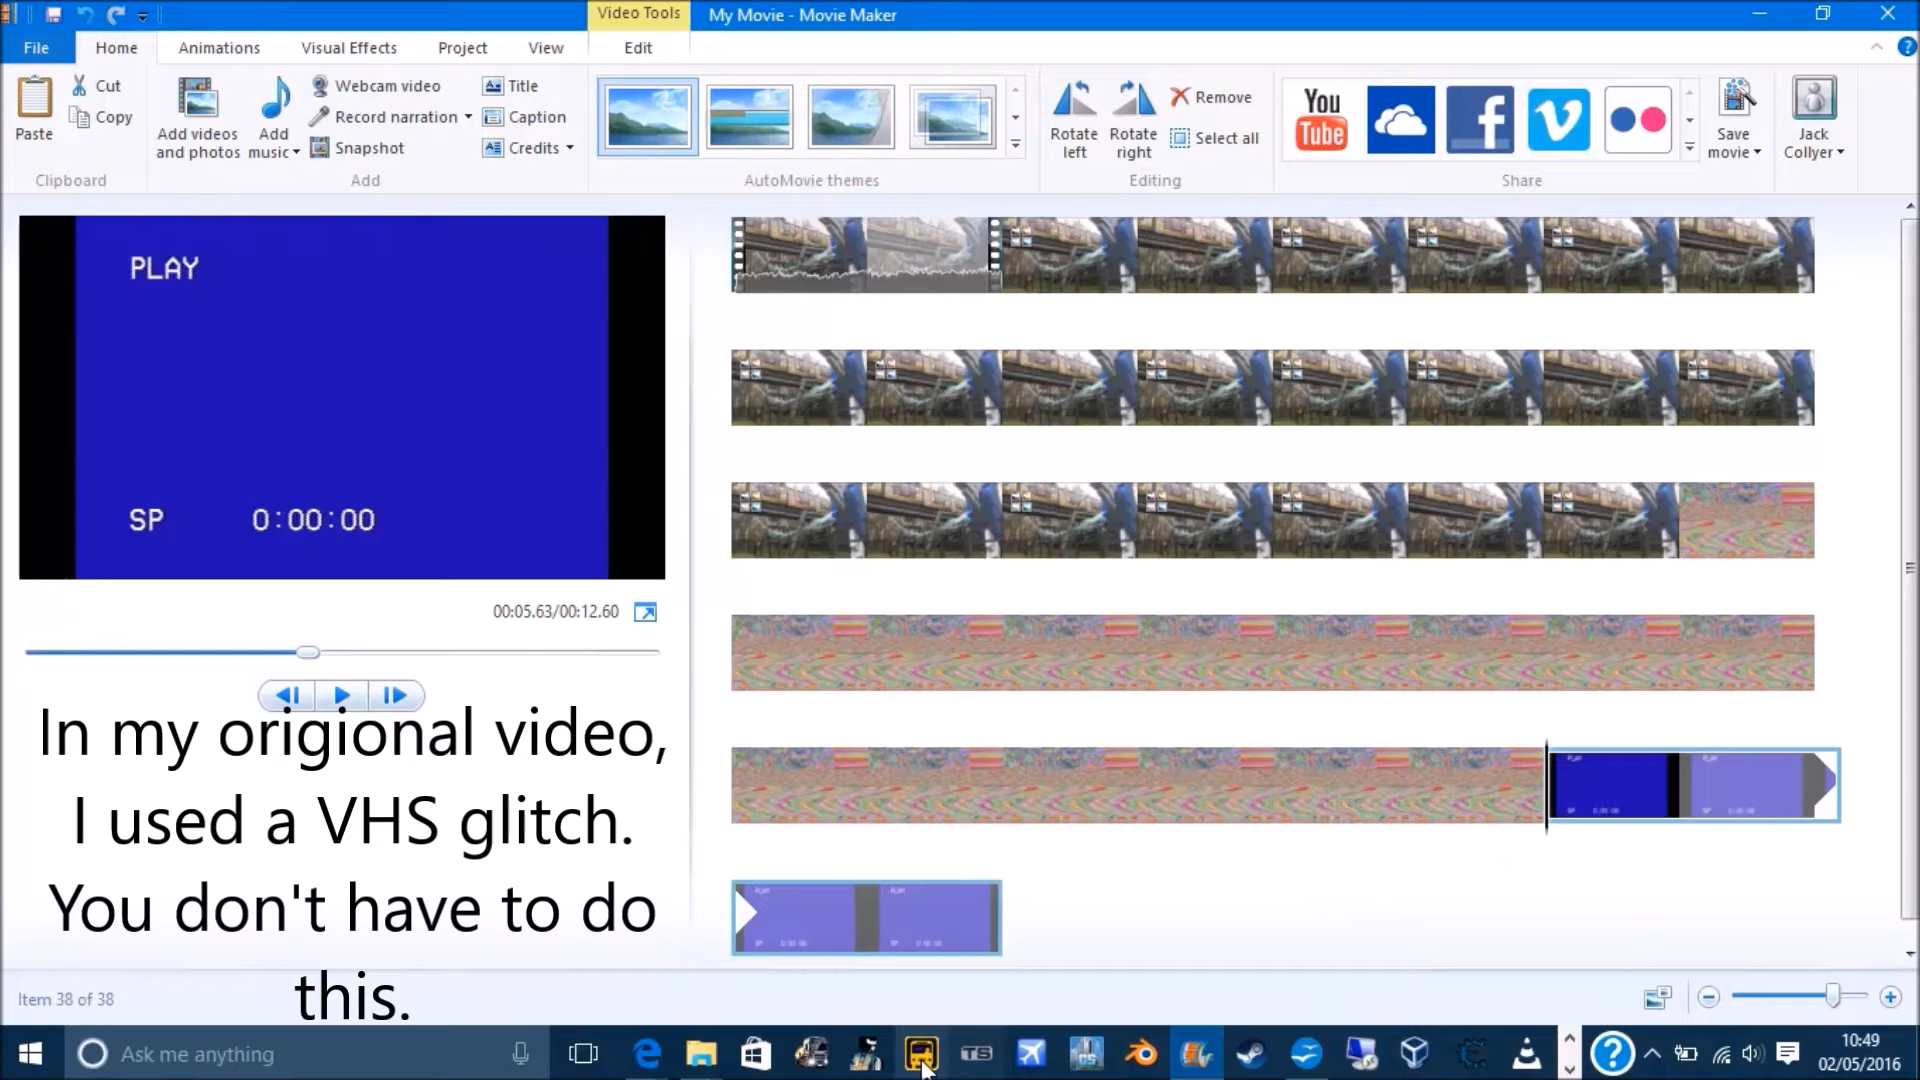 Video Tools
My Movie - Movie Maker
File
Home
Animations
Visual Effects
Project
View
Edit
Paste
Cut
Copy
Clipboard
Add videos
and photos
Add
music
Webcam video
Record narration
Snapshot
Title
Caption
Credits
Add
AutoMovie themes
Rotate
left
Rotate
right
Remove
Select all
Editing
You
Tube
Share
Save
movie
Jack
Collyer
PLAY
SP 0:00:00
00:05.63/00:12.60
In my origional video,
I used a VHS glitch.
You don't have to do
this.
Item 38 of 38
Ask me anything
TS
10:49
02/05/2016